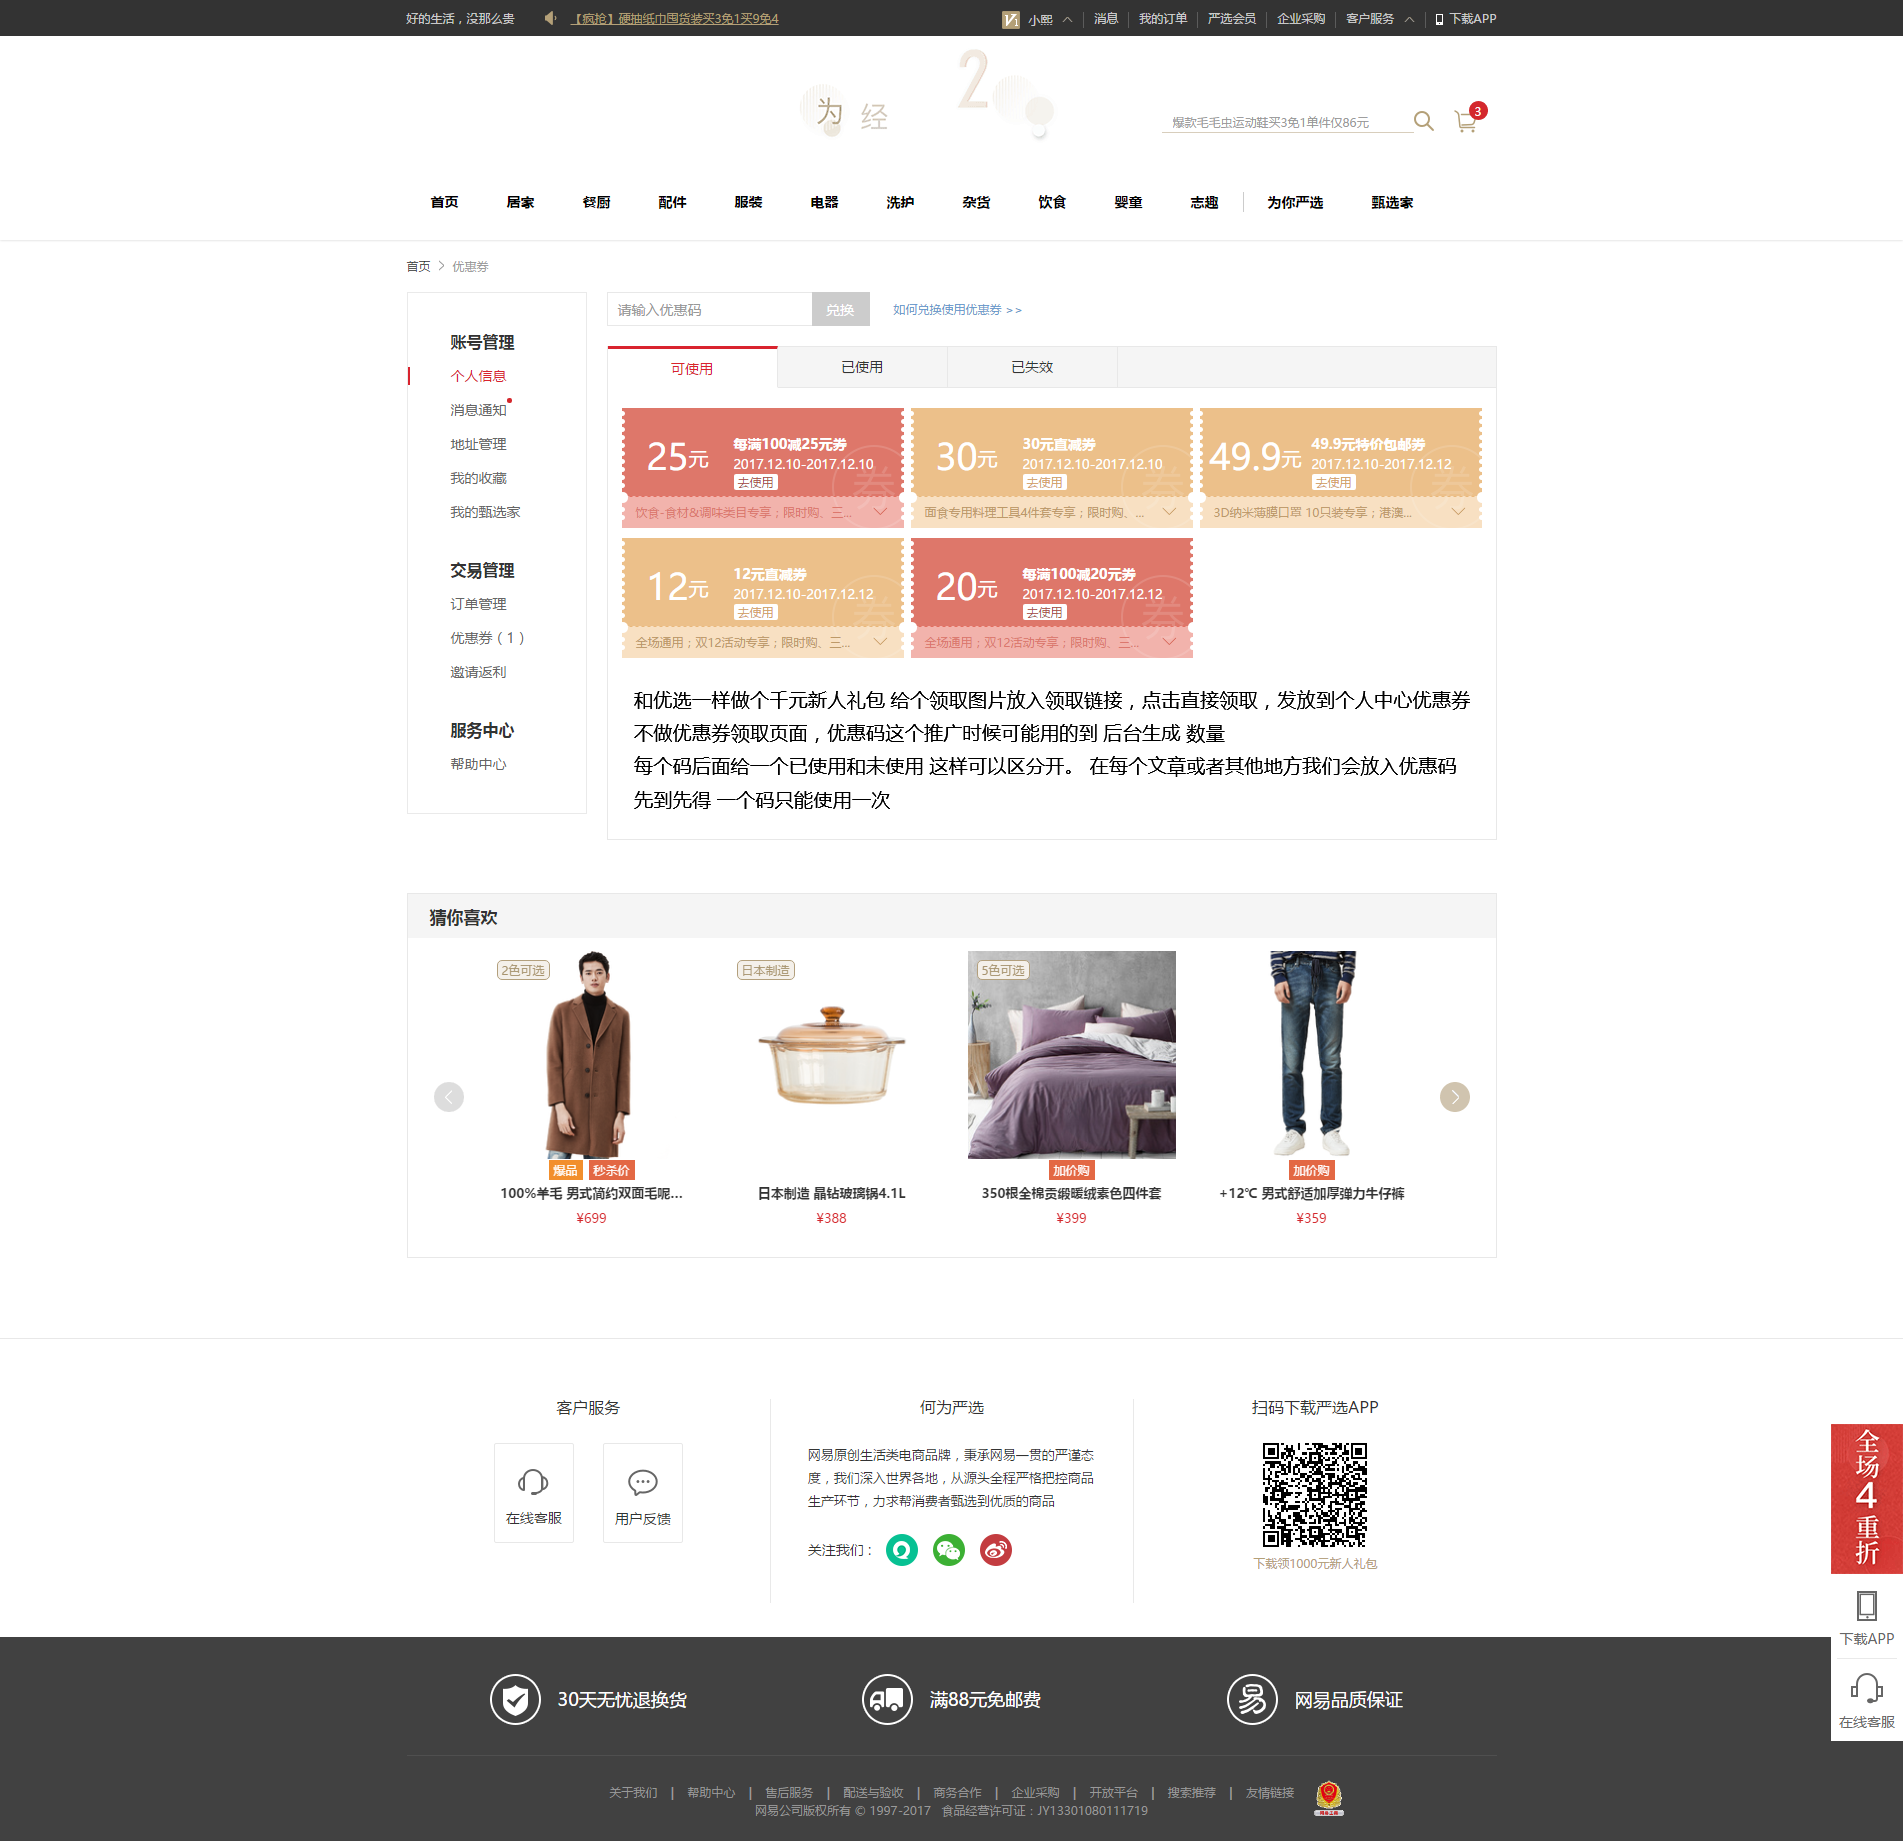 好的生活，没那么贵
【疯抢】硬抽纸巾囤货装买3免1买9免4
小熙
消息
我的订单
严选会员
企业采购
客户服务
下载APP
为 经 2
爆款毛毛虫运动鞋买3免1单件仅86元
3
首页 居家 餐厨 配件 服装 电器 洗护 杂货 饮食 婴童 志趣 为你严选 甄选家
首页 > 优惠券
账号管理
个人信息
消息通知
地址管理
我的收藏
我的甄选家
交易管理
订单管理
优惠券（1）
邀请返利
服务中心
帮助中心
请输入优惠码
兑换
如何兑换使用优惠券 >>
可使用
已使用
已失效
25元
每满100减25元券
2017.12.10-2017.12.10
去使用
券
饮食-食材&调味类目专享；限时购、三...
30元
30元直减券
2017.12.10-2017.12.10
去使用
券
面食专用料理工具4件套专享；限时购、...
49.9元
49.9元特价包邮券
2017.12.10-2017.12.12
去使用
券
3D纳米薄膜口罩 10只装专享；港澳...
12元
12元直减券
2017.12.10-2017.12.12
去使用
券
全场通用；双12活动专享；限时购、三...
20元
每满100减20元券
2017.12.10-2017.12.12
去使用
券
全场通用；双12活动专享；限时购、三...
和优选一样做个千元新人礼包 给个领取图片放入领取链接，点击直接领取，发放到个人中心优惠券
不做优惠券领取页面，优惠码这个推广时候可能用的到 后台生成 数量
每个码后面给一个已使用和未使用 这样可以区分开。 在每个文章或者其他地方我们会放入优惠码
先到先得 一个码只能使用一次
猜你喜欢
2色可选
爆品 秒杀价
100%羊毛 男式简约双面毛呢...
¥699
日本制造
日本制造 晶钻玻璃锅4.1L
¥388
5色可选
加价购
350根全棉贡缎暖绒素色四件套
¥399
加价购
+12℃ 男式舒适加厚弹力牛仔裤
¥359
客户服务
在线客服
用户反馈
何为严选
网易原创生活类电商品牌，秉承网易一贯的严谨态
度，我们深入世界各地，从源头全程严格把控商品
生产环节，力求帮消费者甄选到优质的商品
关注我们：
扫码下载严选APP
下载领1000元新人礼包
全场4重折
下载APP
在线客服
30天无忧退换货
满88元免邮费
易
网易品质保证
关于我们 | 帮助中心 | 售后服务 | 配送与验收 | 商务合作 | 企业采购 | 开放平台 | 搜索推荐 | 友情链接
网易公司版权所有 © 1997-2017 食品经营许可证：JY13301080111719